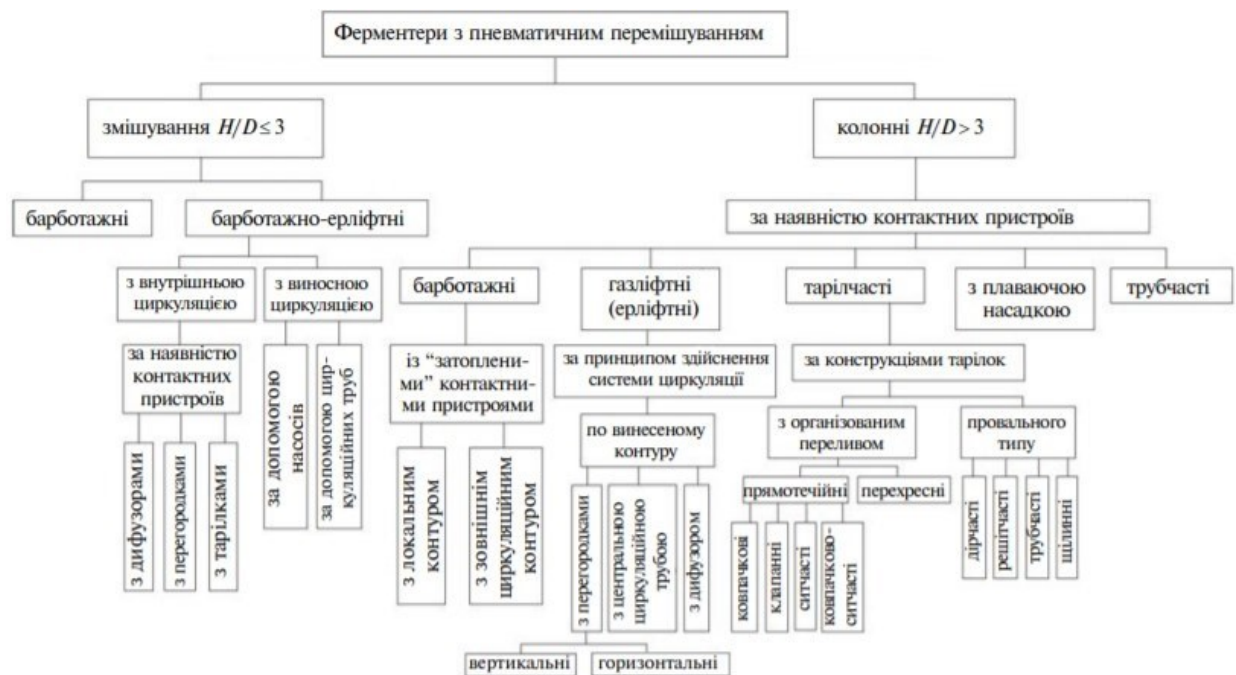 Ферментери з пневматичним перемішуванням
змішування H/D ≤ 3
колонні H/D > 3
барботажні
барботажно-ерліфтні
за наявністю контактних пристроїв
з внутрішньою
циркуляцією
з виносною
циркуляцією
барботажні
газліфтні
(ерліфтні)
тарілчасті
з плаваючою
насадкою
трубчасті
за наявністю
контактних
пристроїв
за допомогою
насосів
за допомогою цир-
куляційних труб
із “затоплени-
ми” контактни-
ми пристроями
за принципом здійснення
системи циркуляції
за конструкціями тарілок
з дифузорами
з перегородками
з тарілками
з локальним
контуром
з зовнішнім
циркуляційним
контуром
по винесеному
контуру
з організованим
переливом
провального
типу
з перегородками
з центральною
циркуляційною
трубою
з дифузором
прямотечійні
перехресні
ковпачкові
клапанні
ситчасті
ковпачково-
ситчасті
дірчасті
решітчасті
трубчасті
щілинні
вертикальні
горизонтальні